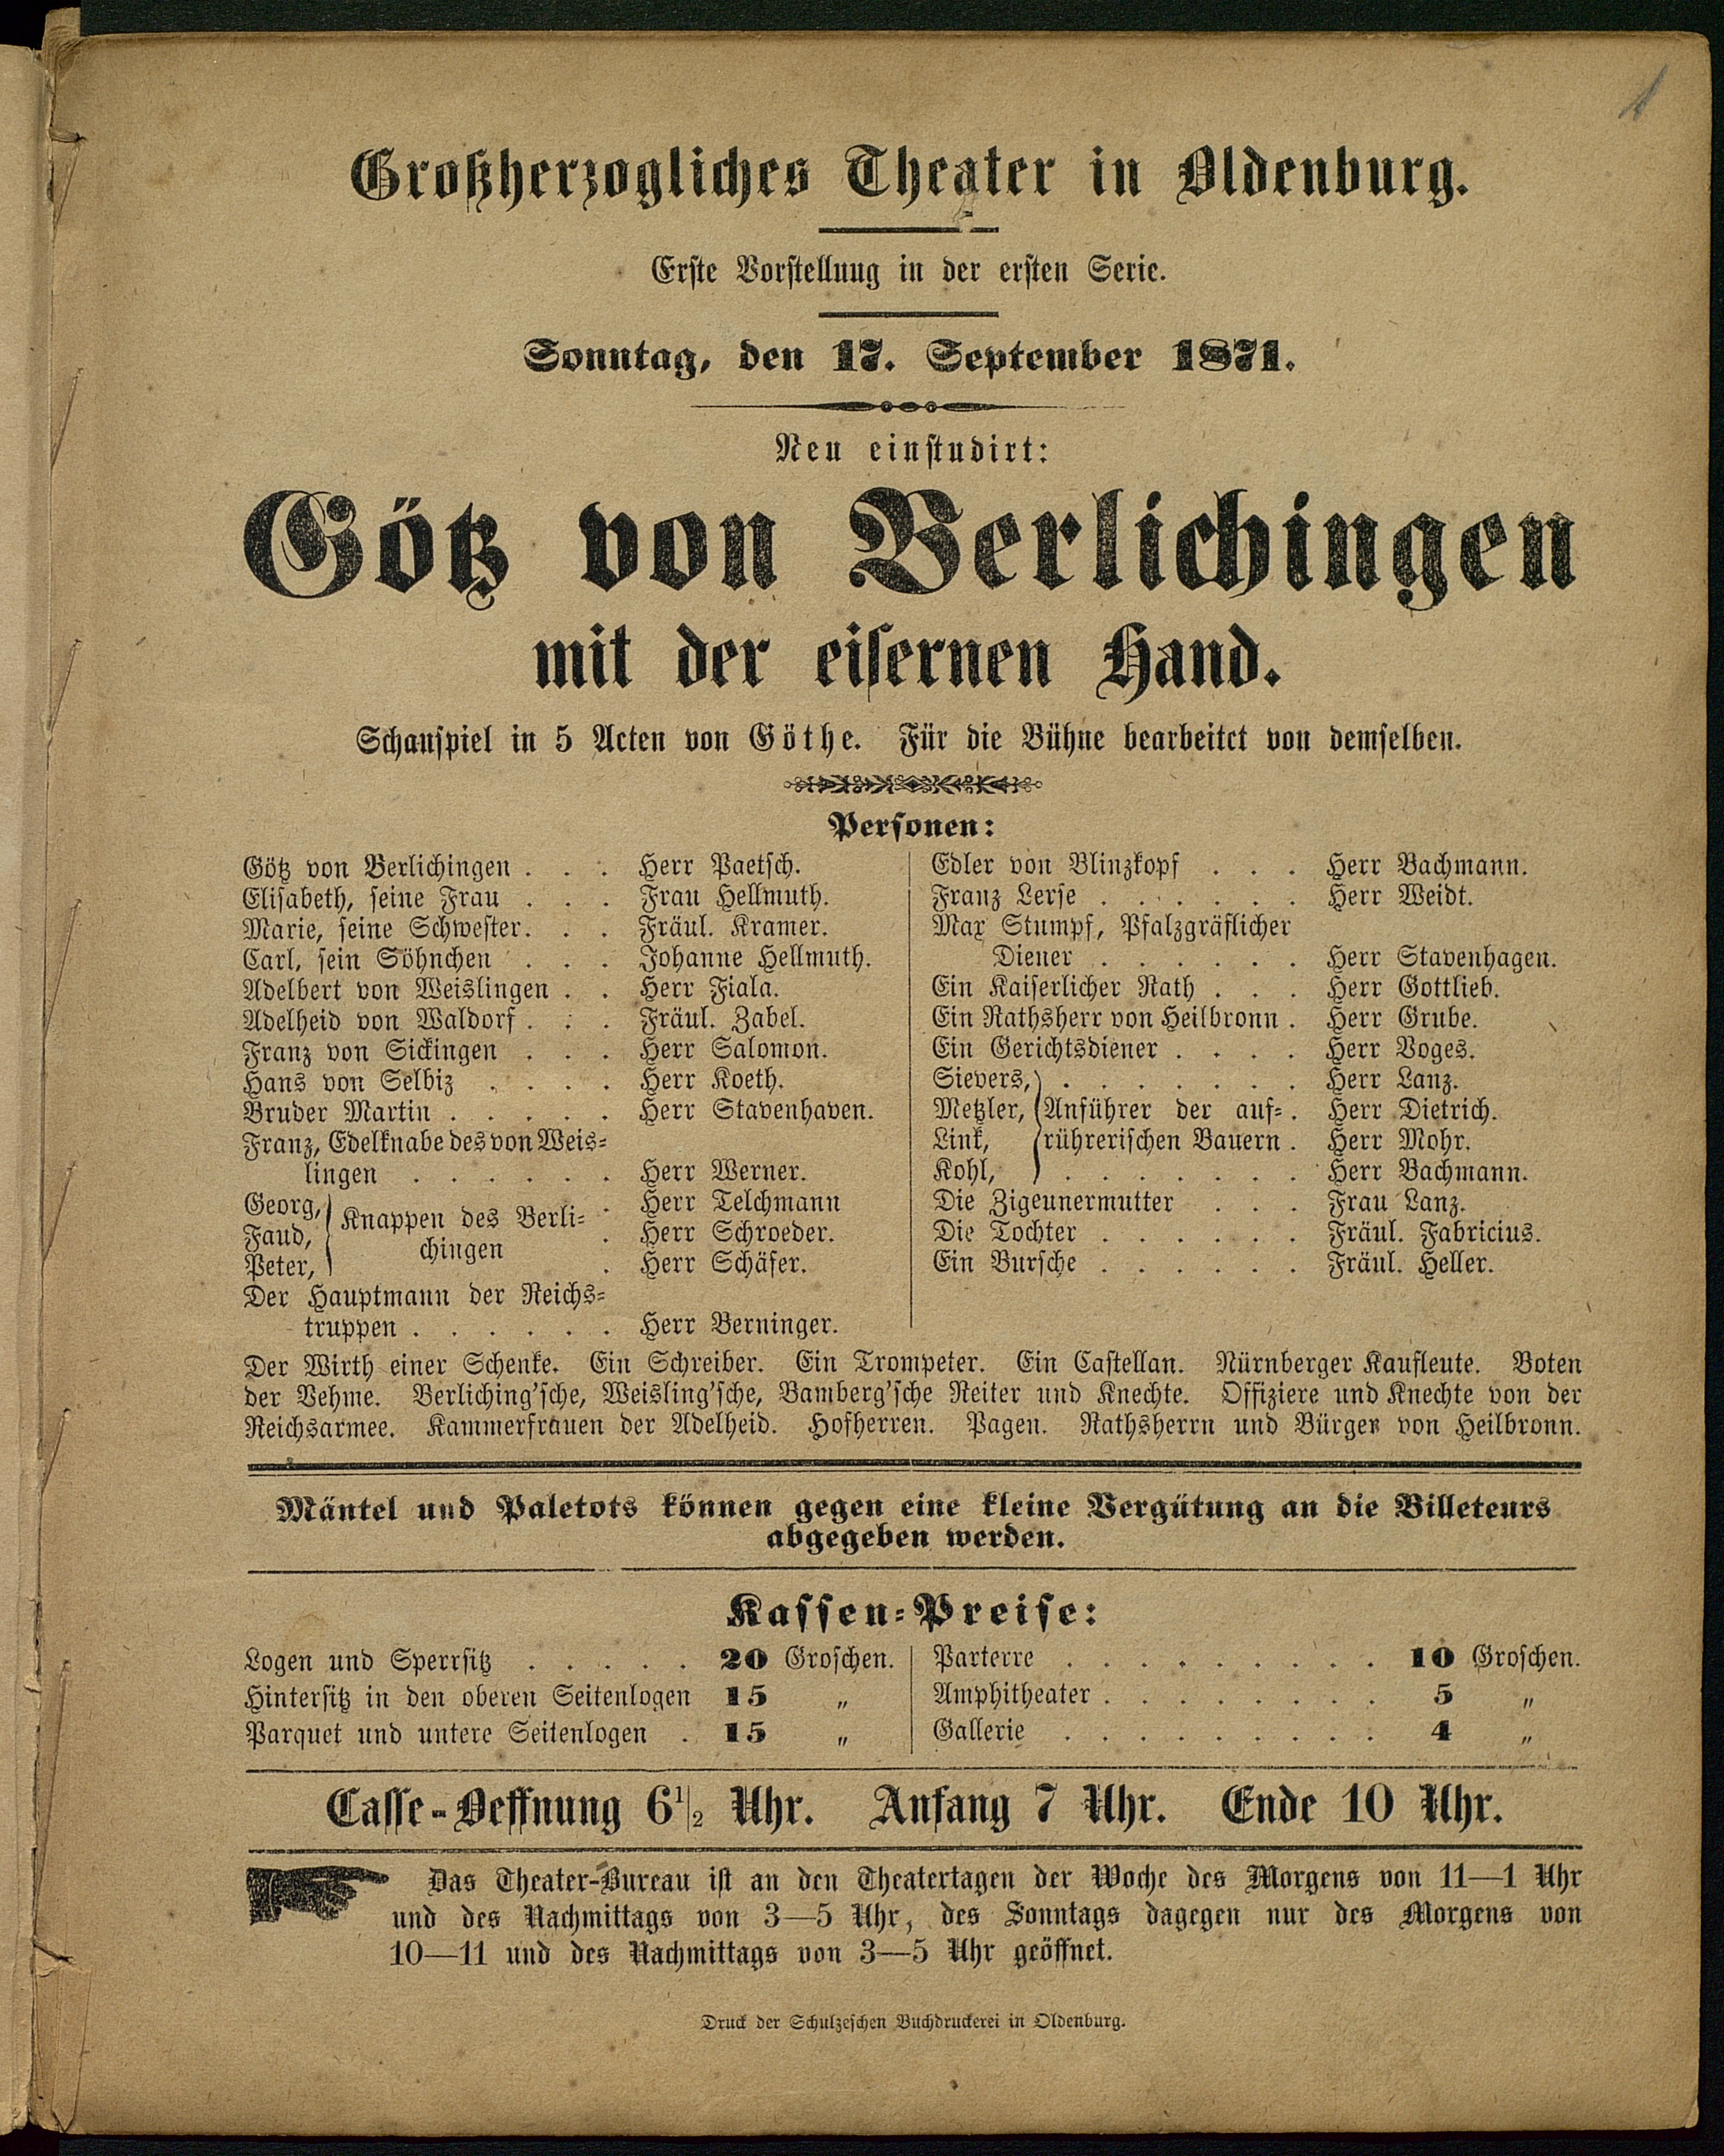 1
Großherzogliches Theater in Oldenburg.
Erste Vorstellung in der ersten Serie.
Sonntag, den 17. September 1871.
Neu einstudirt:
Götz von Berlichingen
mit der eisernen Hand.
Schauspiel in 5 Acten von Göthe. Für die Bühne bearbeitet von demselben.
Personen:
Götz von Berlichingen . . . Herr Paetsch.
Elisabeth, seine Frau . . . Frau Hellmuth.
Marie, seine Schwester. . . Fräul. Kramer.
Carl, sein Söhnchen . . . Johanne Hellmuth.
Adelbert von Weislingen . . Herr Fiala.
Adelheid von Waldorf . . . Fräul. Zabel.
Franz von Sickingen . . . Herr Salomon.
Hans von Selbiz . . . . Herr Koeth.
Bruder Martin . . . . . Herr Stavenhaven.
Franz, Edelknabe des von Weis-
lingen . . . . . . Herr Werner.
Georg, . Herr Telchmann
Faud, Knappen des Berli- . Herr Schroeder.
Peter, chingen . Herr Schäfer.
Der Hauptmann der Reichs-
truppen . . . . . . Herr Berninger.
Edler von Blinzkopf . . . Herr Bachmann.
Franz Lerse . . . . . . Herr Weidt.
Max Stumpf, Pfalzgräflicher
Diener . . . . . . Herr Stavenhagen.
Ein Kaiserlicher Rath . . . Herr Gottlieb.
Ein Rathsherr von Heilbronn . Herr Grube.
Ein Gerichtsdiener . . . . Herr Voges.
Sievers, . . . . . . . Herr Lanz.
Metzler, Anführer der auf- . Herr Dietrich.
Link, rührerischen Bauern . Herr Mohr.
Kohl, . . . . . . . Herr Bachmann.
Die Zigeunermutter . . . Frau Lanz.
Die Tochter . . . . . . Fräul. Fabricius.
Ein Bursche . . . . . . Fräul. Heller.
Der Wirth einer Schenke. Ein Schreiber. Ein Trompeter. Ein Castellan. Nürnberger Kaufleute. Boten
der Vehme. Berliching'sche, Weisling'sche, Bamberg'sche Reiter und Knechte. Offiziere und Knechte von der
Reichsarmee. Kammerfrauen der Adelheid. Hofherren. Pagen. Rathsherrn und Bürger von Heilbronn.
Mäntel und Paletots können gegen eine kleine Vergütung an die Billeteurs
abgegeben werden.
Kassen-Preise:
Logen und Sperrsitz . . . . . 20 Groschen.
Hintersitz in den oberen Seitenlogen 15 "
Parquet und untere Seitenlogen . 15 "
Parterre . . . . . . . . . 10 Groschen.
Amphitheater . . . . . . . . 5 "
Gallerie . . . . . . . . . 4 "
Casse-Oeffnung 6½ Uhr. Anfang 7 Uhr. Ende 10 Uhr.
Das Theater-Bureau ist an den Theatertagen der Woche des Morgens von 11—1 Uhr
und des Nachmittags von 3—5 Uhr, des Sonntags dagegen nur des Morgens von
10—11 und des Nachmittags von 3—5 Uhr geöffnet.
Druck der Schulzeschen Buchdruckerei in Oldenburg.